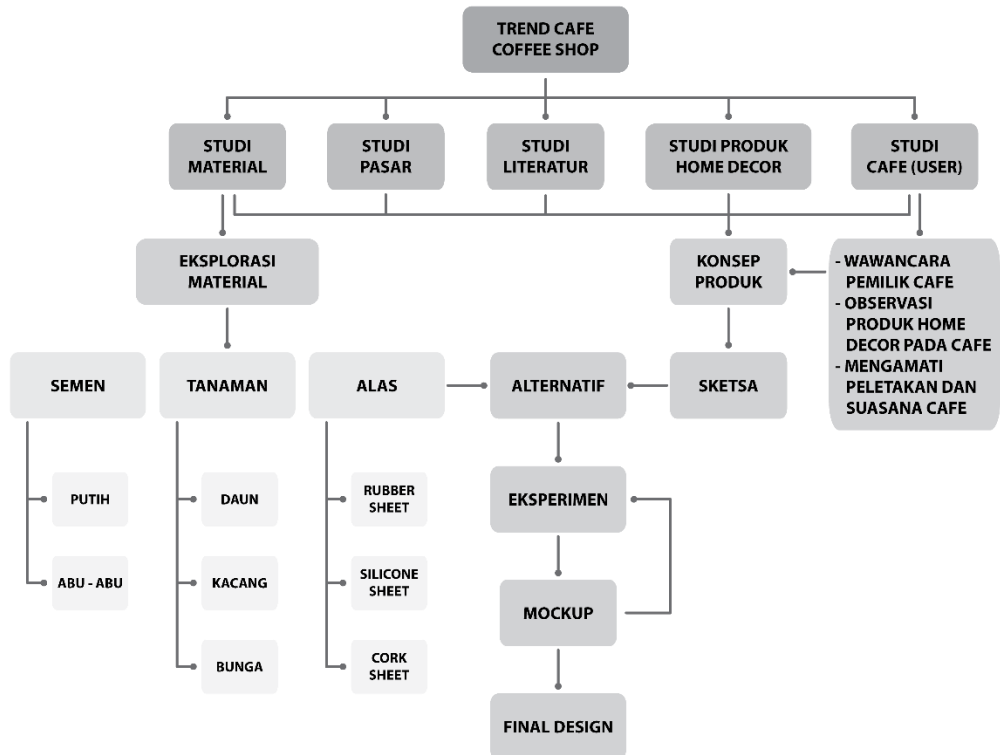 TREND CAFE
COFFEE SHOP
STUDI
MATERIAL
STUDI
PASAR
STUDI
LITERATUR
STUDI PRODUK
HOME DECOR
STUDI
CAFE (USER)
EKSPLORASI
MATERIAL
KONSEP
PRODUK
- WAWANCARA
PEMILIK CAFE
- OBSERVASI
PRODUK HOME
DECOR PADA CAFE
- MENGAMATI
PELETAKAN DAN
SUASANA CAFE
SEMEN
TANAMAN
ALAS
ALTERNATIF
SKETSA
PUTIH
DAUN
RUBBER
SHEET
EKSPERIMEN
ABU - ABU
KACANG
SILICONE
SHEET
MOCKUP
BUNGA
CORK
SHEET
FINAL DESIGN